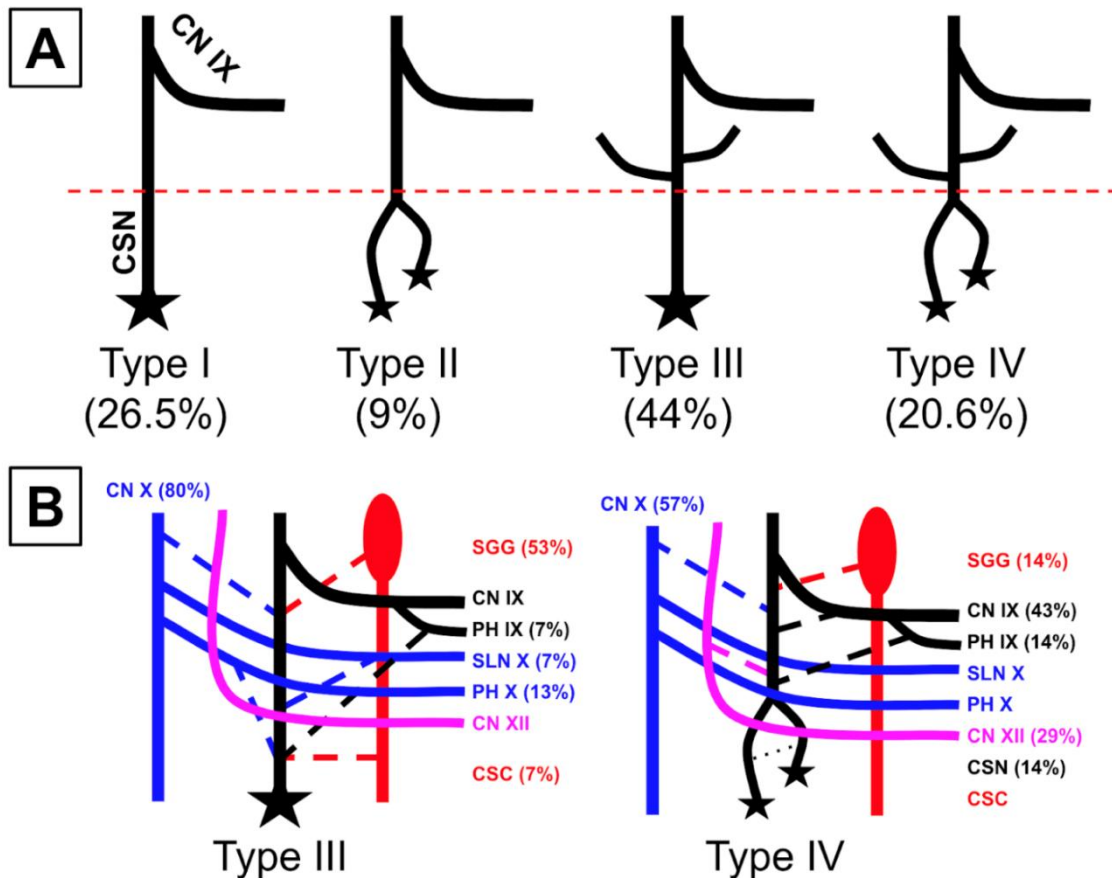 A
CN IX
CSN
Type I
(26.5%)
Type II
(9%)
Type III
(44%)
Type IV
(20.6%)
B
CN X (80%)
SGG (53%)
CN IX
PH IX (7%)
SLN X (7%)
PH X (13%)
CN XII
CSC (7%)
Type III
CN X (57%)
SGG (14%)
CN IX (43%)
PH IX (14%)
SLN X
PH X
CN XII (29%)
CSN (14%)
CSC
Type IV